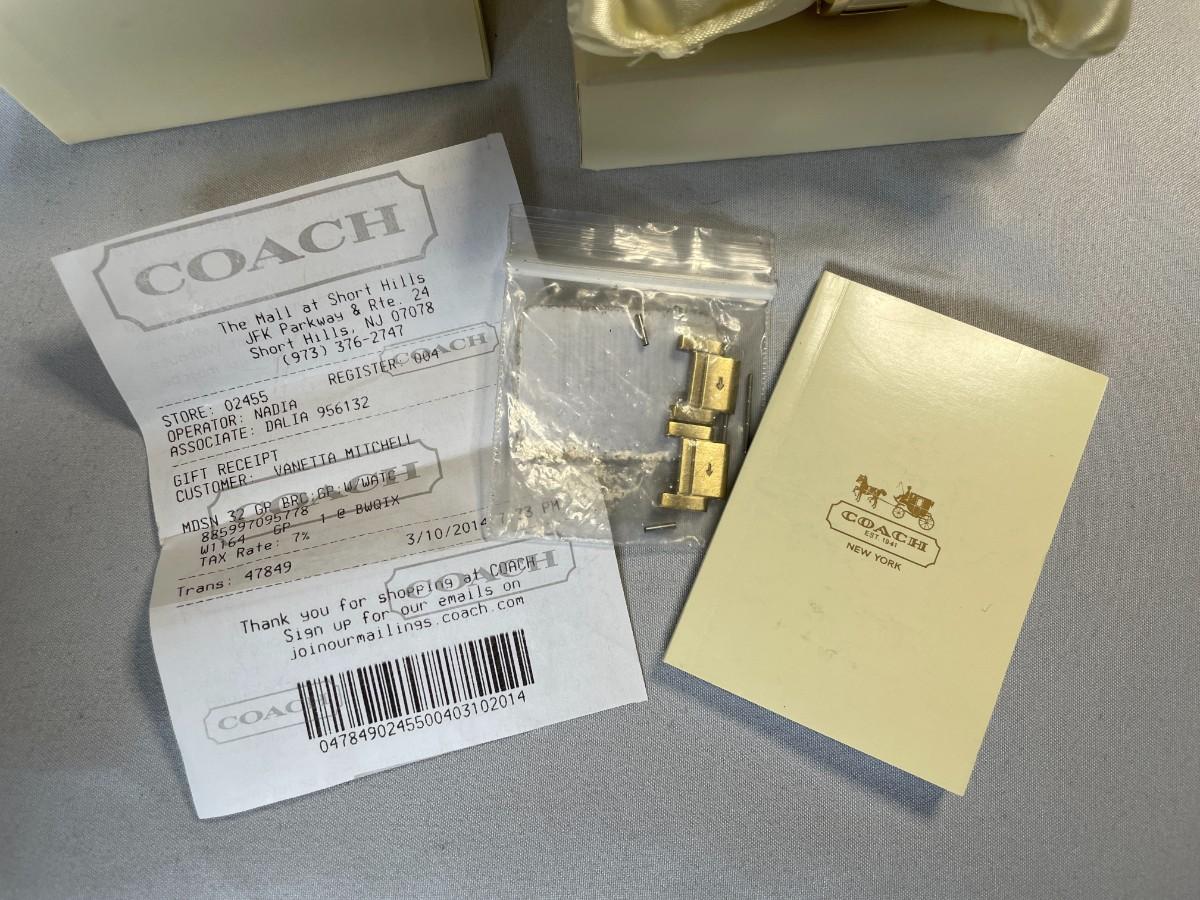 COACH
The Mall at Short Hills
JFK Parkway & Rte. 24
Short Hills, NJ 07078
(973) 376-2747
COACH
REGISTER: 004
STORE: 02455
OPERATOR: NADIA
ASSOCIATE: DALIA 956132
GIFT RECEIPT
CUSTOMER: VANETTA MITCHELL
COACH
MDSN 32 GP BRC:GP:W/WATC
885997095778
W1164 GP 1 @ BWQIX
TAX Rate: 7%
3/10/2014 7:23 PM
Trans: 47849
COACH
Thank you for shopping at COACH
Sign up for our emails on
joinourmailings.coach.com
COACH
0478490245500403102014
COACH
EST. 1941
NEW YORK